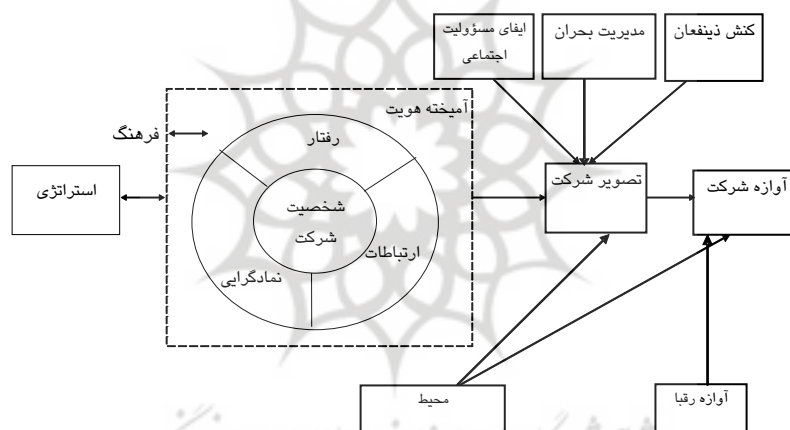 کنش ذینفعان
مدیریت بحران
ایفای مسؤولیت
اجتماعی
آمیخته هویت
فرهنگ
رفتار
استراتژی
شخصیت
شرکت
ارتباطات
نمادگرایی
تصویر شرکت
آوازه شرکت
محیط
آوازه رقبا